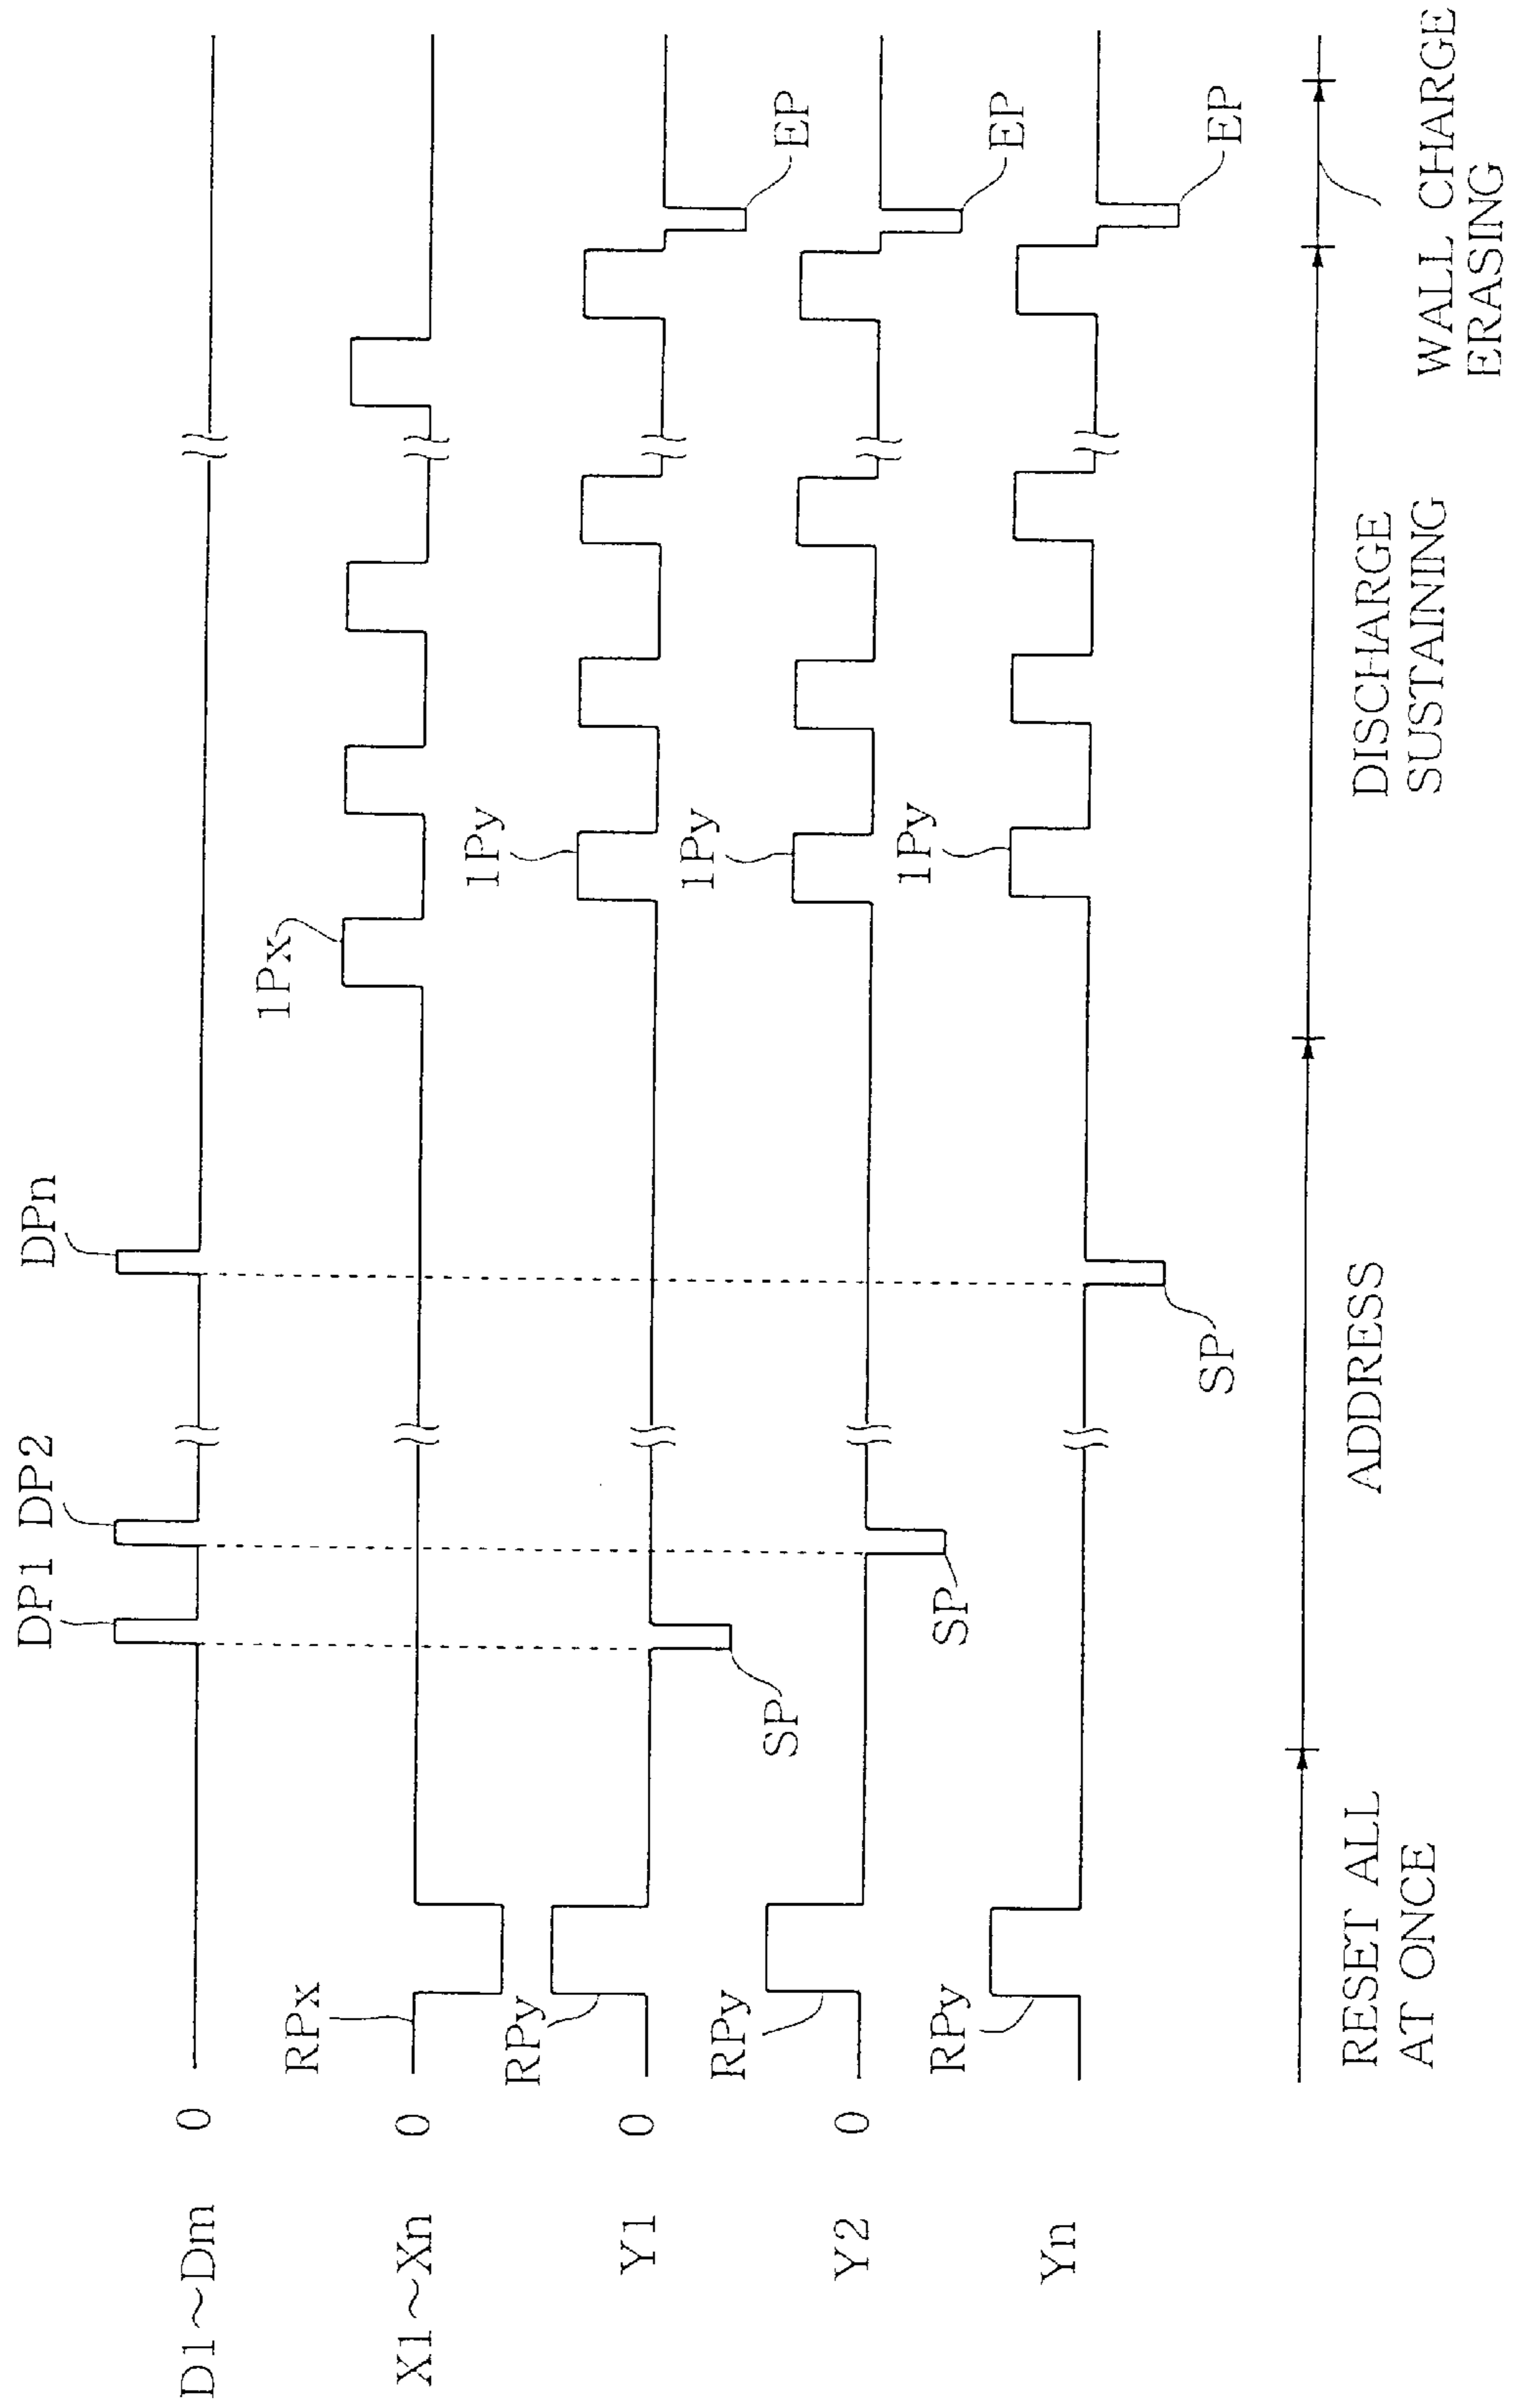 DP1 DP2
DPn
D1~Dm 0
RPx
1Px
X1~Xn 0
RPy
1Py
Y1 0
SP
EP
RPy
1Py
Y2 0
SP
EP
RPy
1Py
Yn
SP
EP
RESET ALL
AT ONCE
ADDRESS
DISCHARGE
SUSTAINING
WALL CHARGE
ERASING